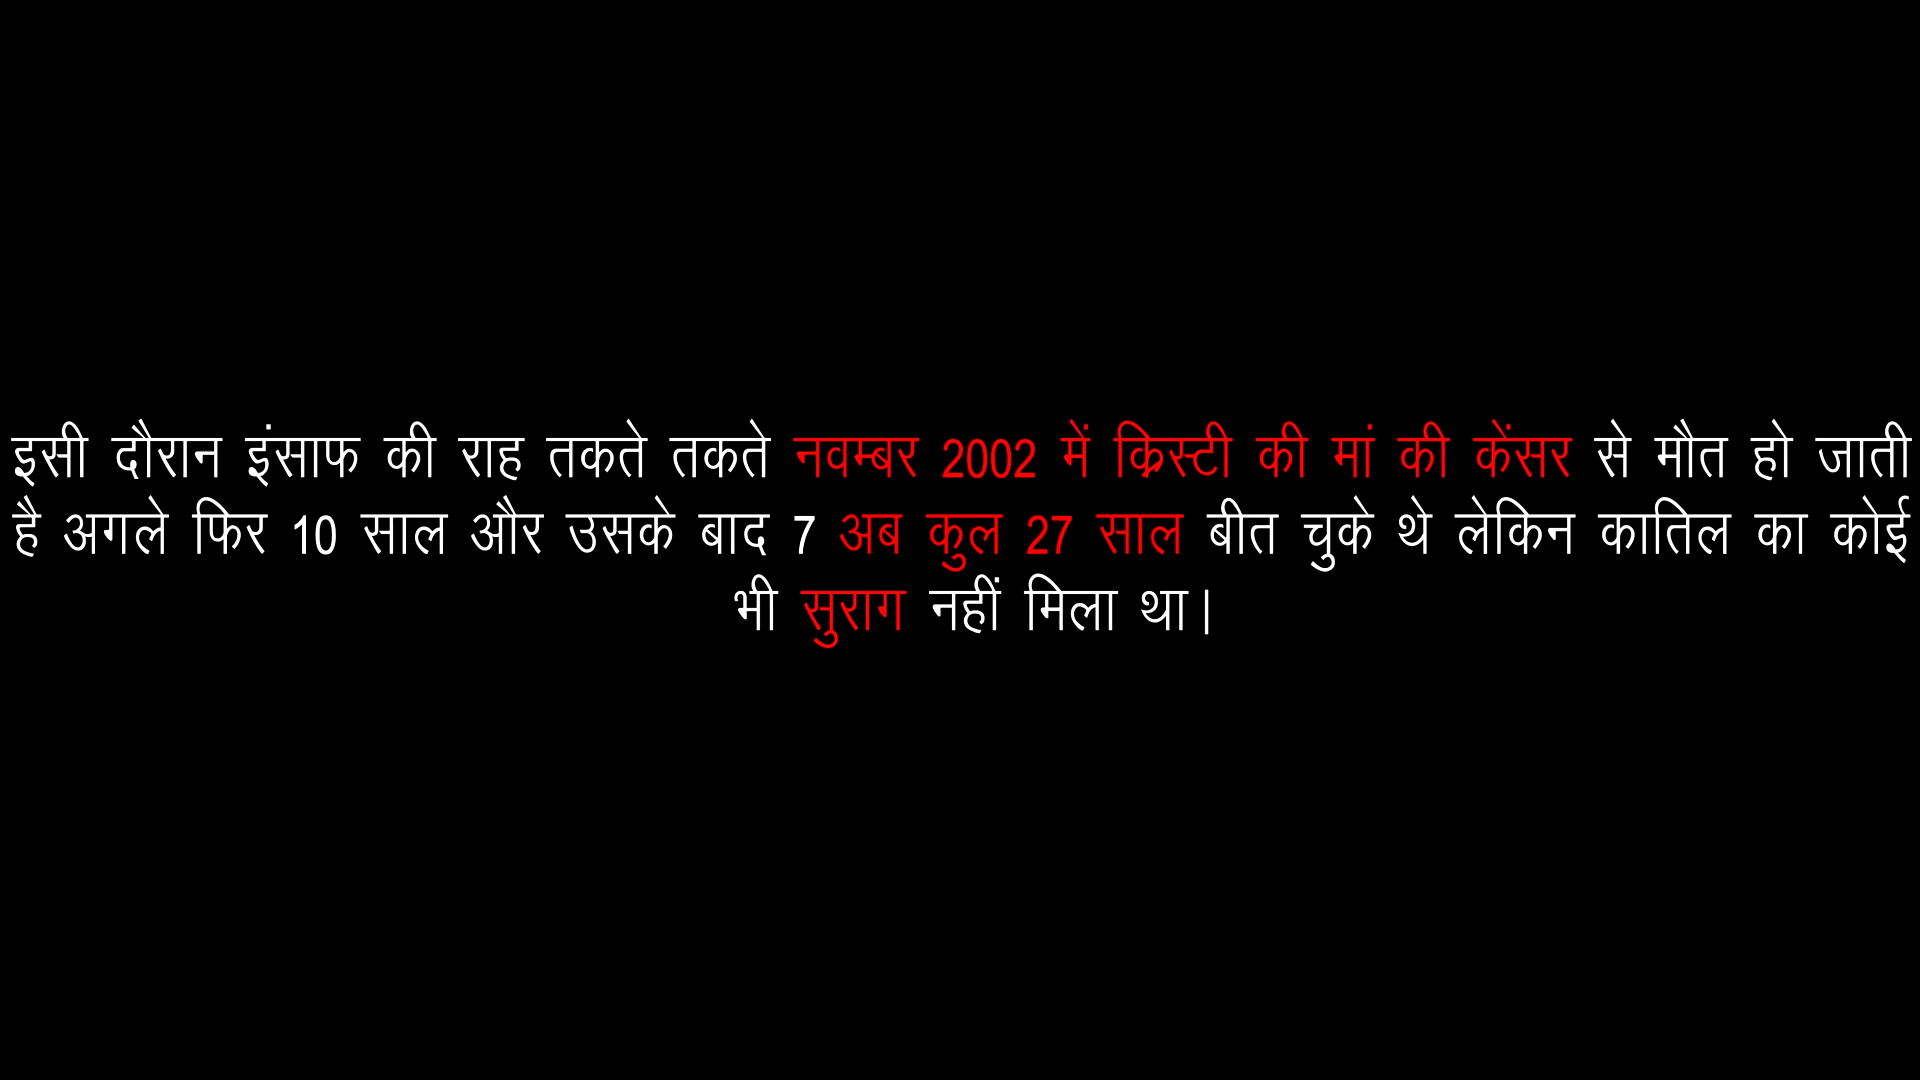 इसी दौरान इंसाफ की राह तकते तकते नवम्बर 2002 में क्रिस्टी की मां की केंसर से मौत हो जाती
है अगले फिर 10 साल और उसके बाद 7 अब कुल 27 साल बीत चुके थे लेकिन कातिल का कोई
भी सुराग नहीं मिला था।